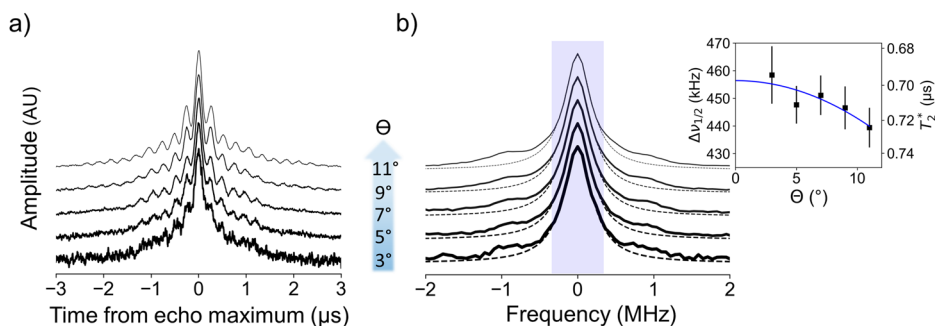 a)
Amplitude (AU)
−3 −2 −1 0 1 2 3
Time from echo maximum (μs)
Θ
11°
9°
7°
5°
3°
b)
−2 −1 0 1 2
Frequency (MHz)
470
460
450
440
430
Δν1/2 (kHz)
0 5 10
Θ (°)
0.68
0.70
0.72
0.74
T2* (μs)